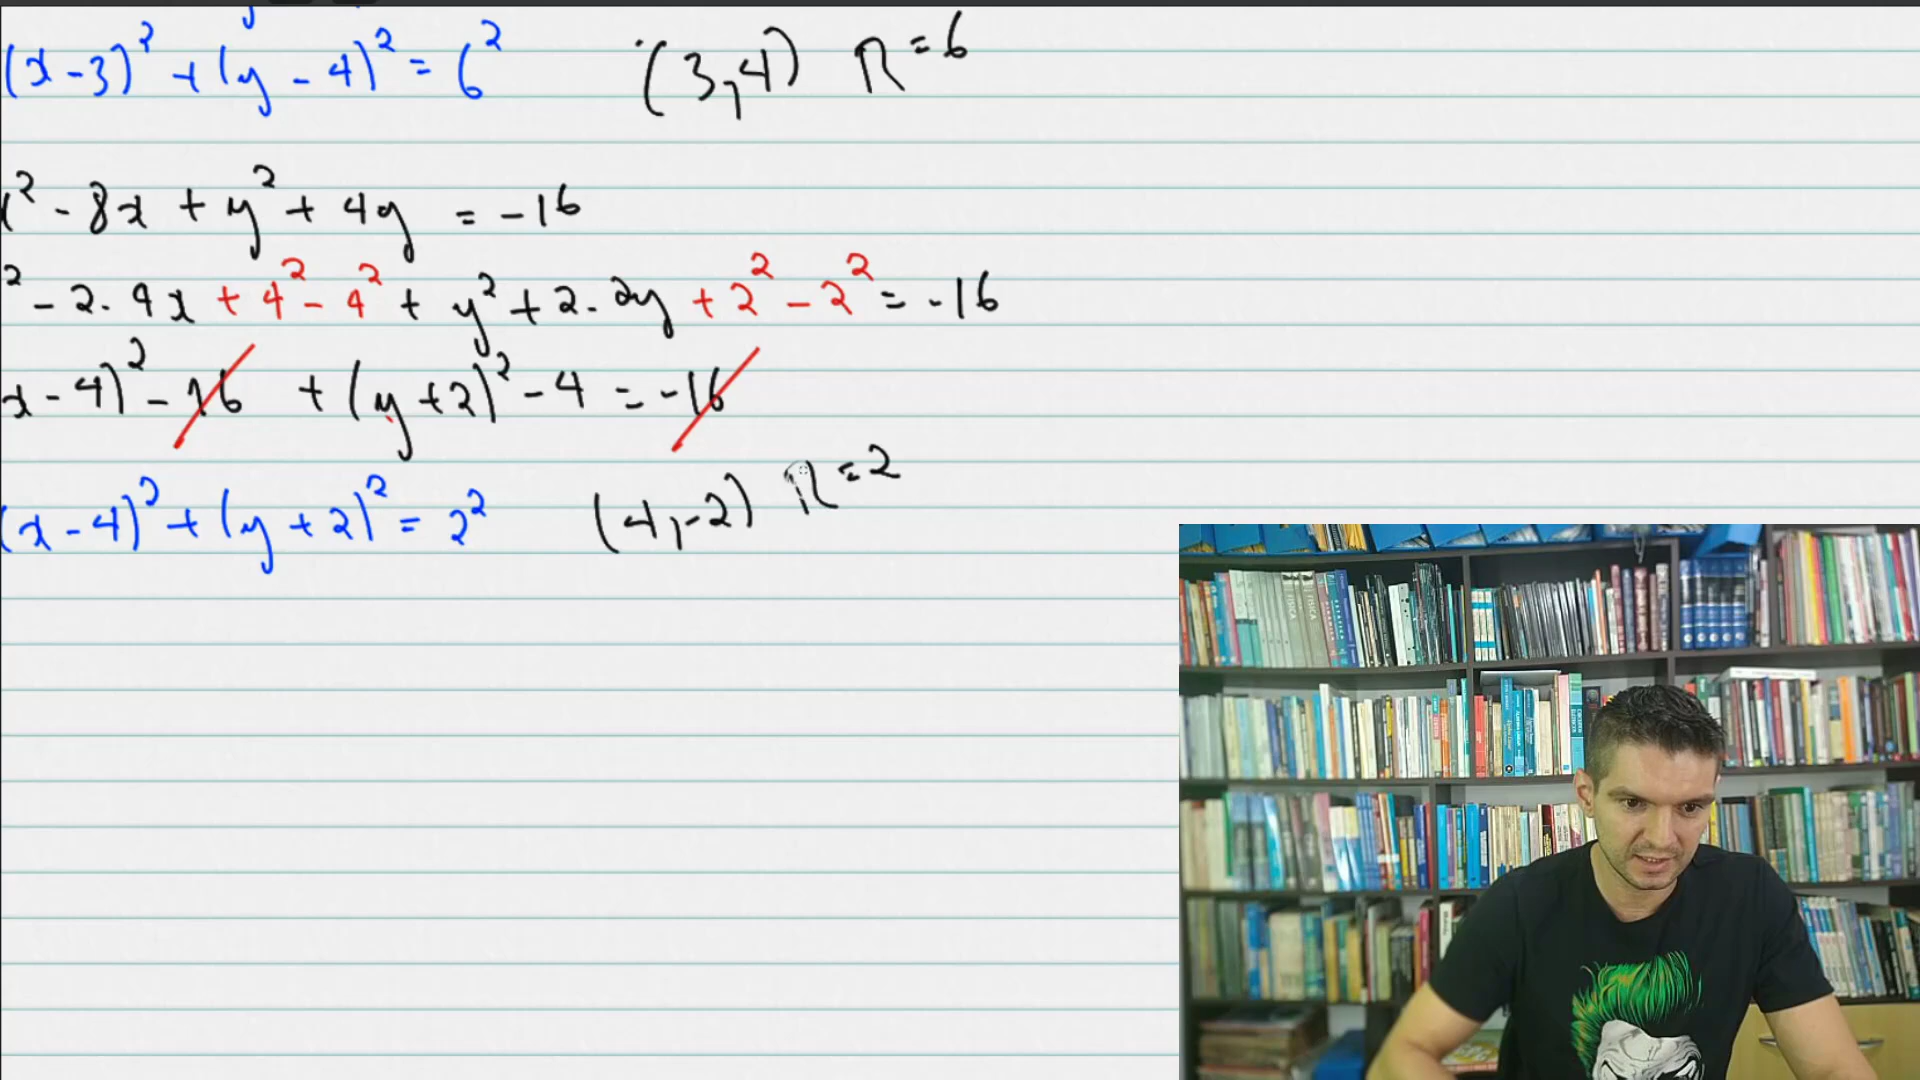 (x-3)² + (y-4)² = 6² (3,4) r=6
x² - 8x + y² + 4y = -16
² - 2.4x + 4² - 4² + y² + 2.2y + 2² - 2² = -16
x-4)² - 16 + (y+2)² - 4 = -16
(x-4)² + (y+2)² = 2² (4,-2) r=2